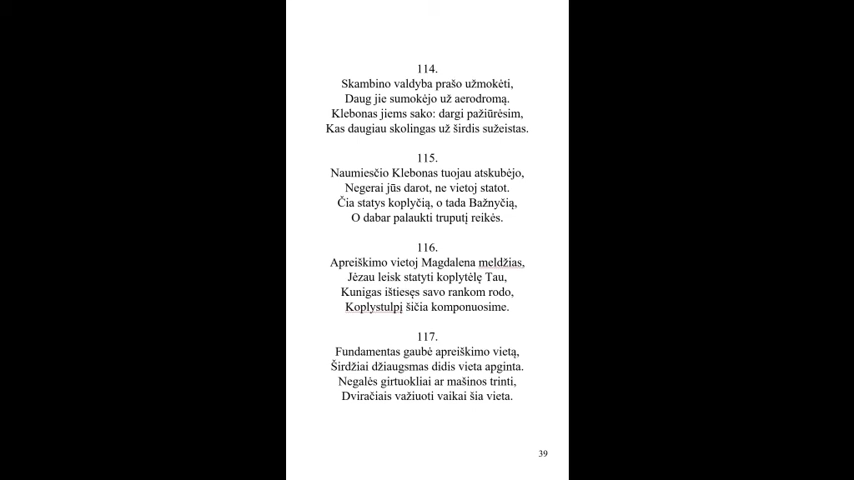 114.
Skambino valdyba prašo užmokėti,
Daug jie sumokėjo už aerodromą.
Klebonas jiems sako: dargi pažiūrėsim,
Kas daugiau skolingas už širdis sužeistas.
115.
Naumiesčio Klebonas tuojau atskubėjo,
Negerai jūs darot, ne vietoj statot.
Čia statys koplyčią, o tada Bažnyčią,
O dabar palaukti truputį reikės.
116.
Apreiškimo vietoj Magdalena meldžias,
Jėzau leisk statyti koplytėlę Tau,
Kunigas ištiesęs savo rankom rodo,
Koplystulpį šičia komponuosime.
117.
Fundamentas gaubė apreiškimo vietą,
Širdžiai džiaugsmas didis vieta apginta.
Negalės girtuokliai ar mašinos trinti,
Dviračiais važiuoti vaikai šia vieta.
39